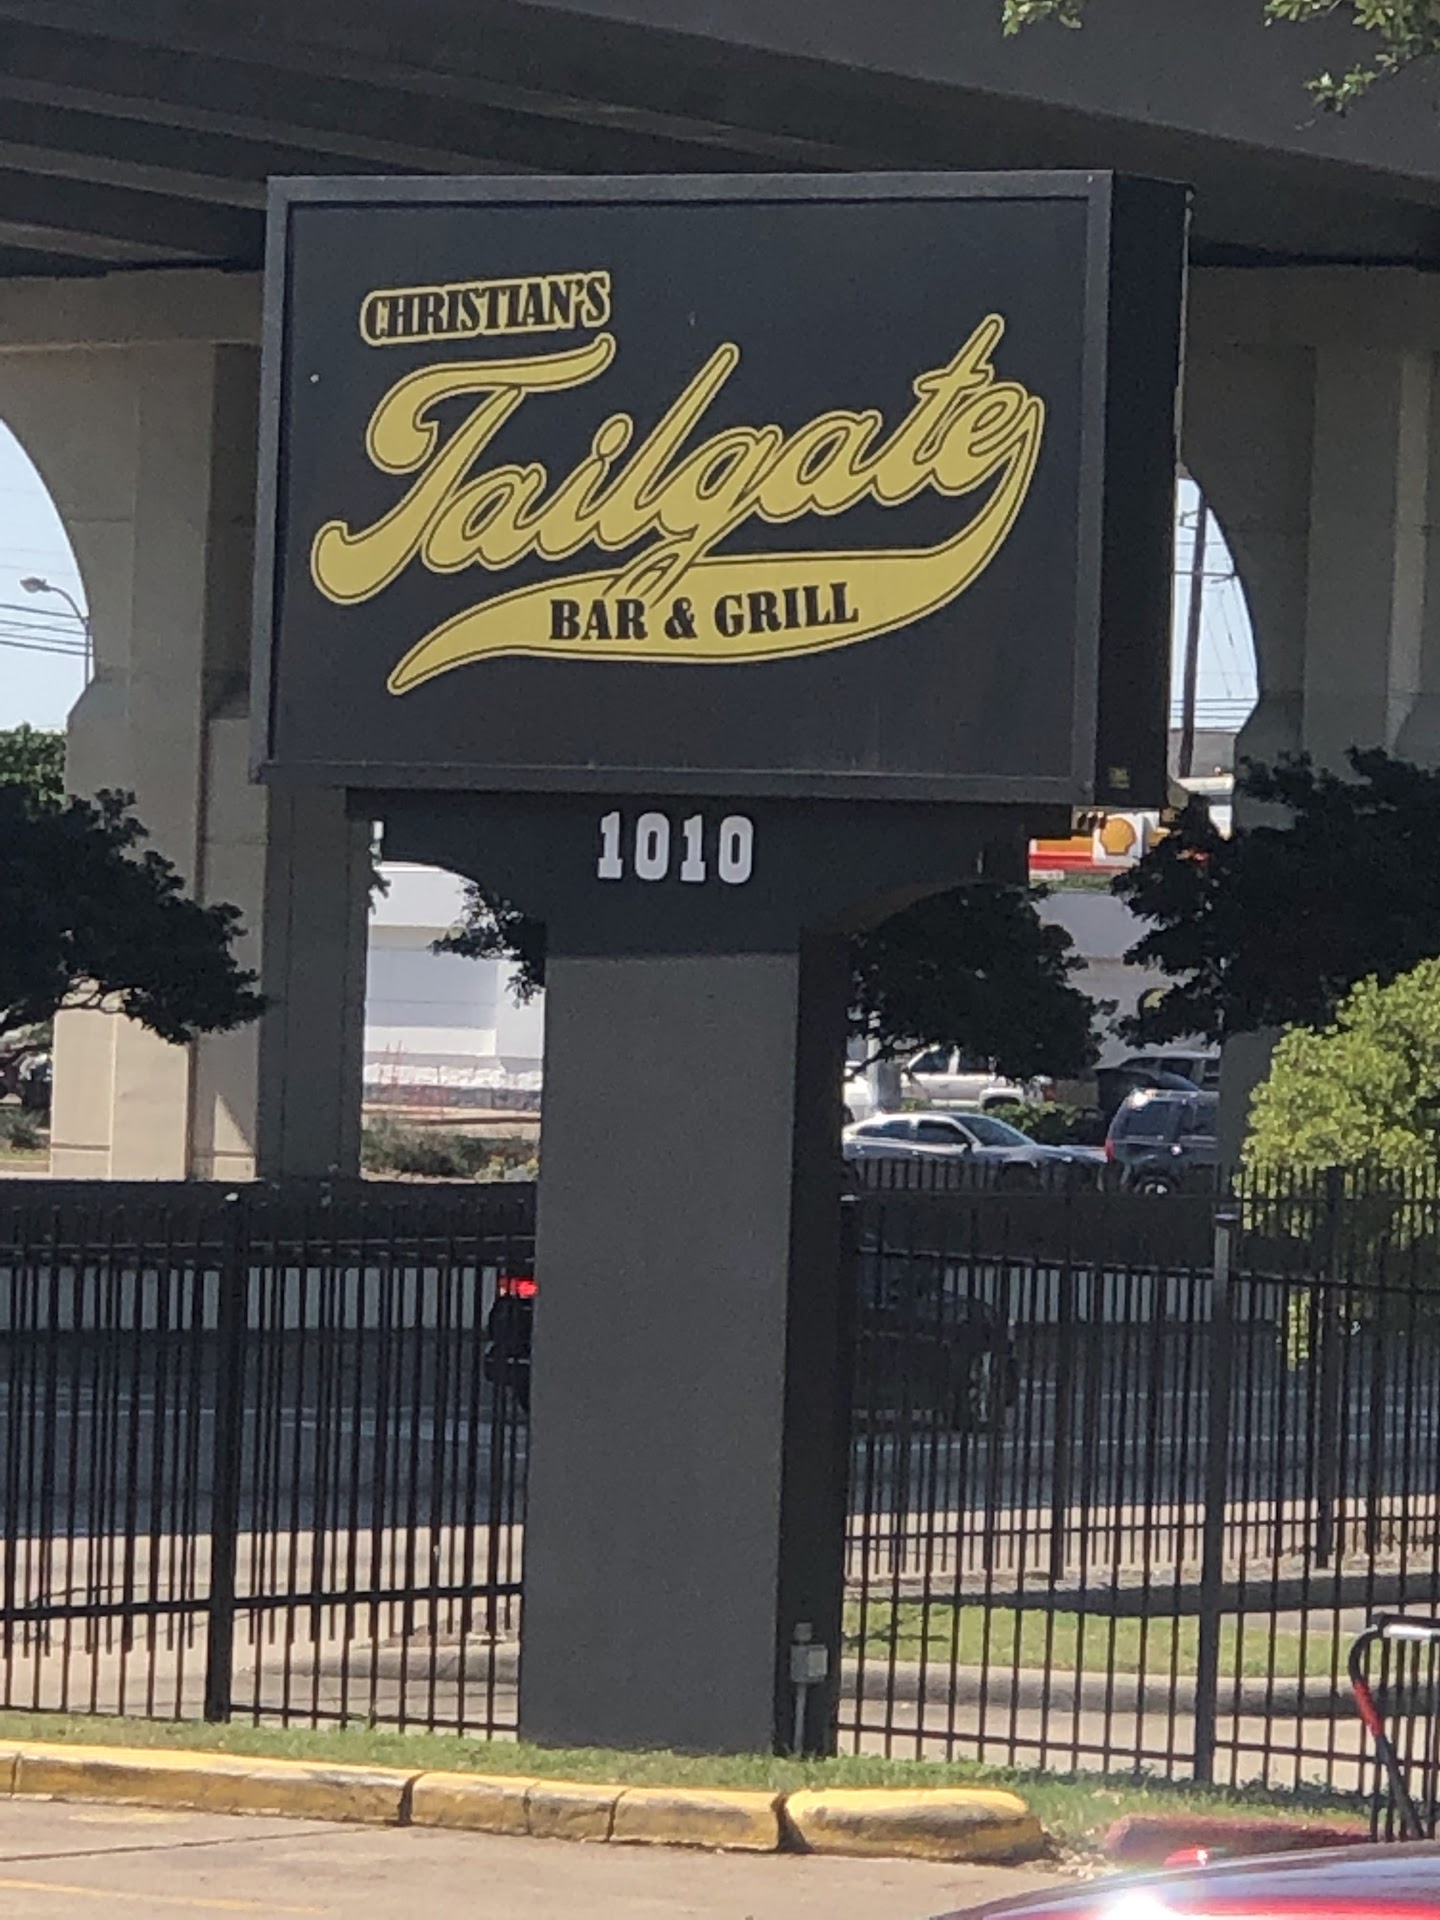 CHRISTIAN'S
Tailgate
BAR & GRILL
1010